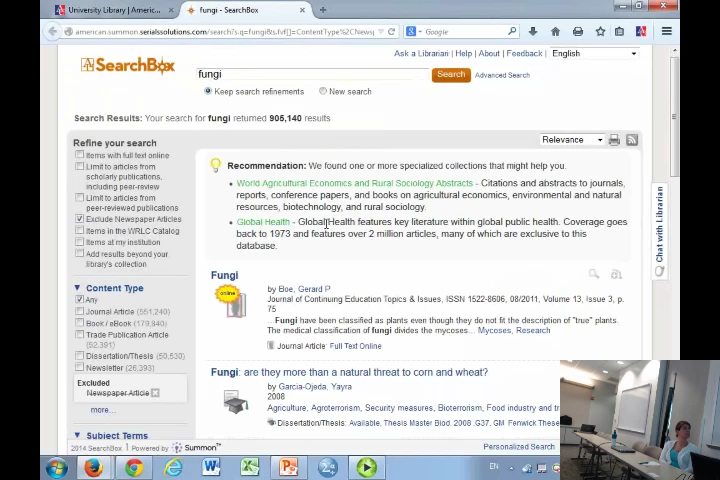 University Library | Americ...
fungi - SearchBox
american.summon.serialssolutions.com/search?s.q=fungi&s.fvf[]=ContentType%2CNews
Google
Ask a Librarian | Help | About | Feedback | English
SearchBox
fungi
Search
Advanced Search
Keep search refinements
New search
Search Results: Your search for fungi returned 905,140 results
Refine your search
Items with full text online
Limit to articles from
scholarly publications,
including peer-review
Limit to articles from
peer-reviewed publications
Exclude Newspaper Articles
Items in the WRLC Catalog
Items at my institution
Add results beyond your
library's collection
Content Type
Any
Journal Article (551,240)
Book / eBook (179,840)
Trade Publication Article
(52,391)
Dissertation/Thesis (50,530)
Newsletter (26,393)
Excluded
Newspaper Article
more...
Subject Terms
Relevance
Recommendation: We found one or more specialized collections that might help you.
World Agricultural Economics and Rural Sociology Abstracts - Citations and abstracts to journals,
reports, conference papers, and books on agricultural economics, environmental and natural
resources, biotechnology, and rural sociology.
Global Health - Global Health features key literature within global public health. Coverage goes
back to 1973 and features over 2 million articles, many of which are exclusive to this
database.
Chat with Librarian
Fungi
online
by Boe, Gerard P
Journal of Continuing Education Topics & Issues, ISSN 1522-8606, 08/2011, Volume 13, Issue 3, p.
75
...Fungi have been classified as plants even though they do not fit the description of "true" plants.
The medical classification of fungi divides the mycoses... Mycoses, Research
Journal Article Full Text Online
Fungi: are they more than a natural threat to corn and wheat?
by Garcia-Ojeda, Yayra
2008
Agriculture, Agroterrorism, Security measures, Bioterrorism, Food industry and tr
Dissertation/Thesis: Available, Thesis Master Biod. 2008 .G37, GM Fenwick These
2014 SearchBox | Powered by Summon
Personalized Search
EN